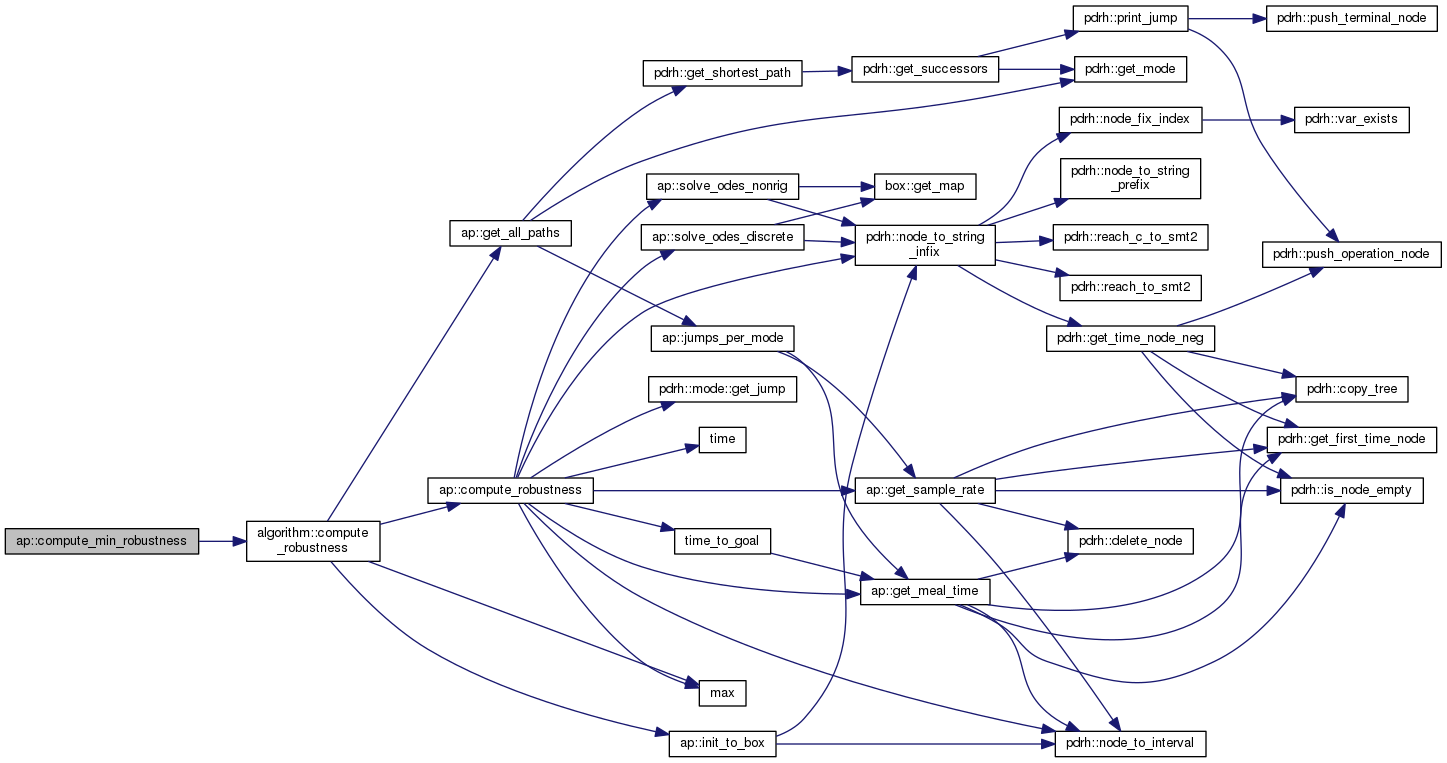 pdrh::print_jump
pdrh::push_terminal_node
pdrh::get_shortest_path
pdrh::get_successors
pdrh::get_mode
pdrh::node_fix_index
pdrh::var_exists
ap::solve_odes_nonrig
box::get_map
pdrh::node_to_string
_prefix
ap::get_all_paths
ap::solve_odes_discrete
pdrh::node_to_string
_infix
pdrh::reach_c_to_smt2
pdrh::push_operation_node
pdrh::reach_to_smt2
ap::jumps_per_mode
pdrh::get_time_node_neg
pdrh::mode::get_jump
pdrh::copy_tree
time
pdrh::get_first_time_node
ap::compute_robustness
ap::get_sample_rate
pdrh::is_node_empty
ap::compute_min_robustness
algorithm::compute
_robustness
time_to_goal
pdrh::delete_node
ap::get_meal_time
max
ap::init_to_box
pdrh::node_to_interval